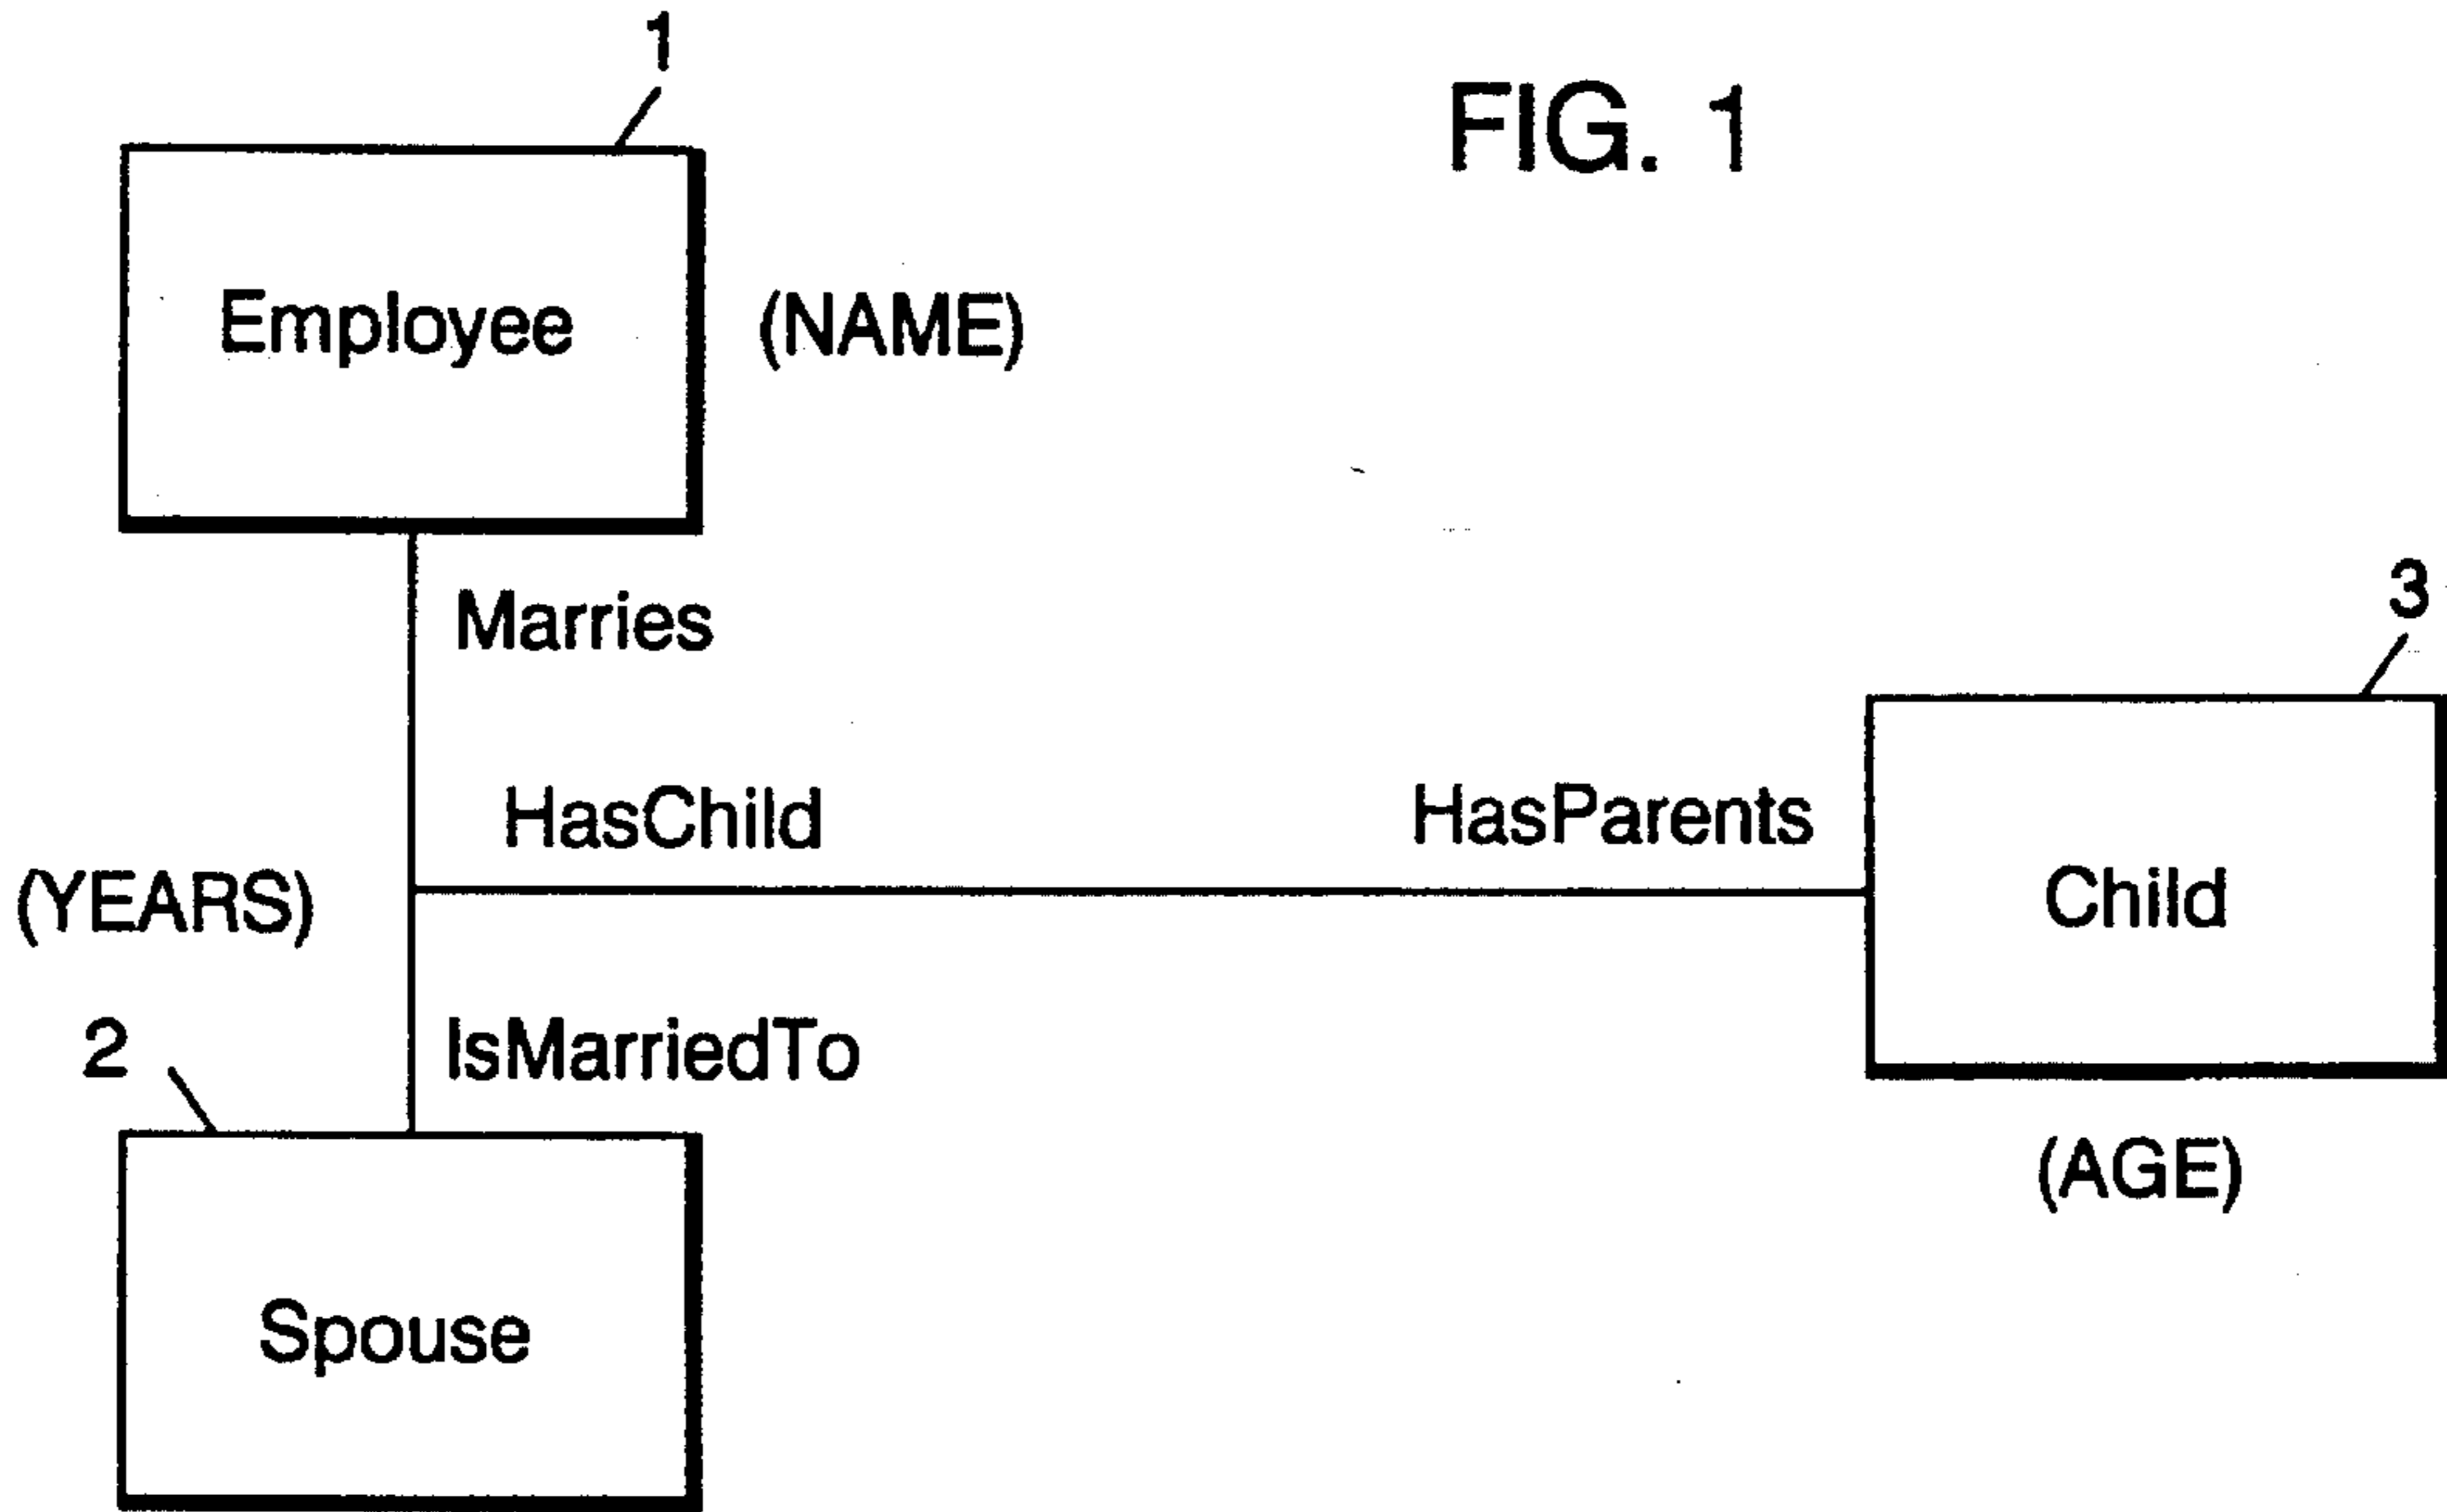 1
FIG. 1
Employee
(NAME)
Marries
3
HasChild
HasParents
(YEARS)
Child
2
IsMarriedTo
(AGE)
Spouse